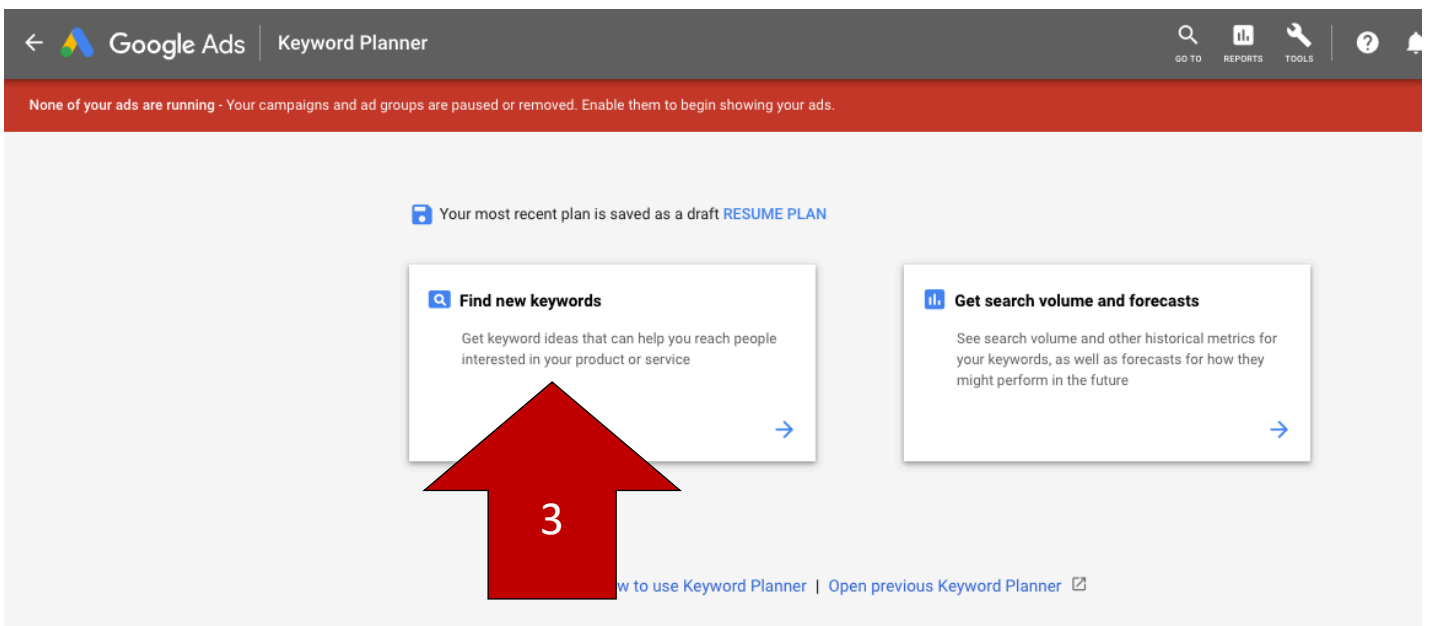 Google Ads Keyword Planner
GO TO REPORTS TOOLS
None of your ads are running - Your campaigns and ad groups are paused or removed. Enable them to begin showing your ads.
Your most recent plan is saved as a draft RESUME PLAN
Find new keywords
Get keyword ideas that can help you reach people
interested in your product or service
Get search volume and forecasts
See search volume and other historical metrics for
your keywords, as well as forecasts for how they
might perform in the future
3
to use Keyword Planner | Open previous Keyword Planner